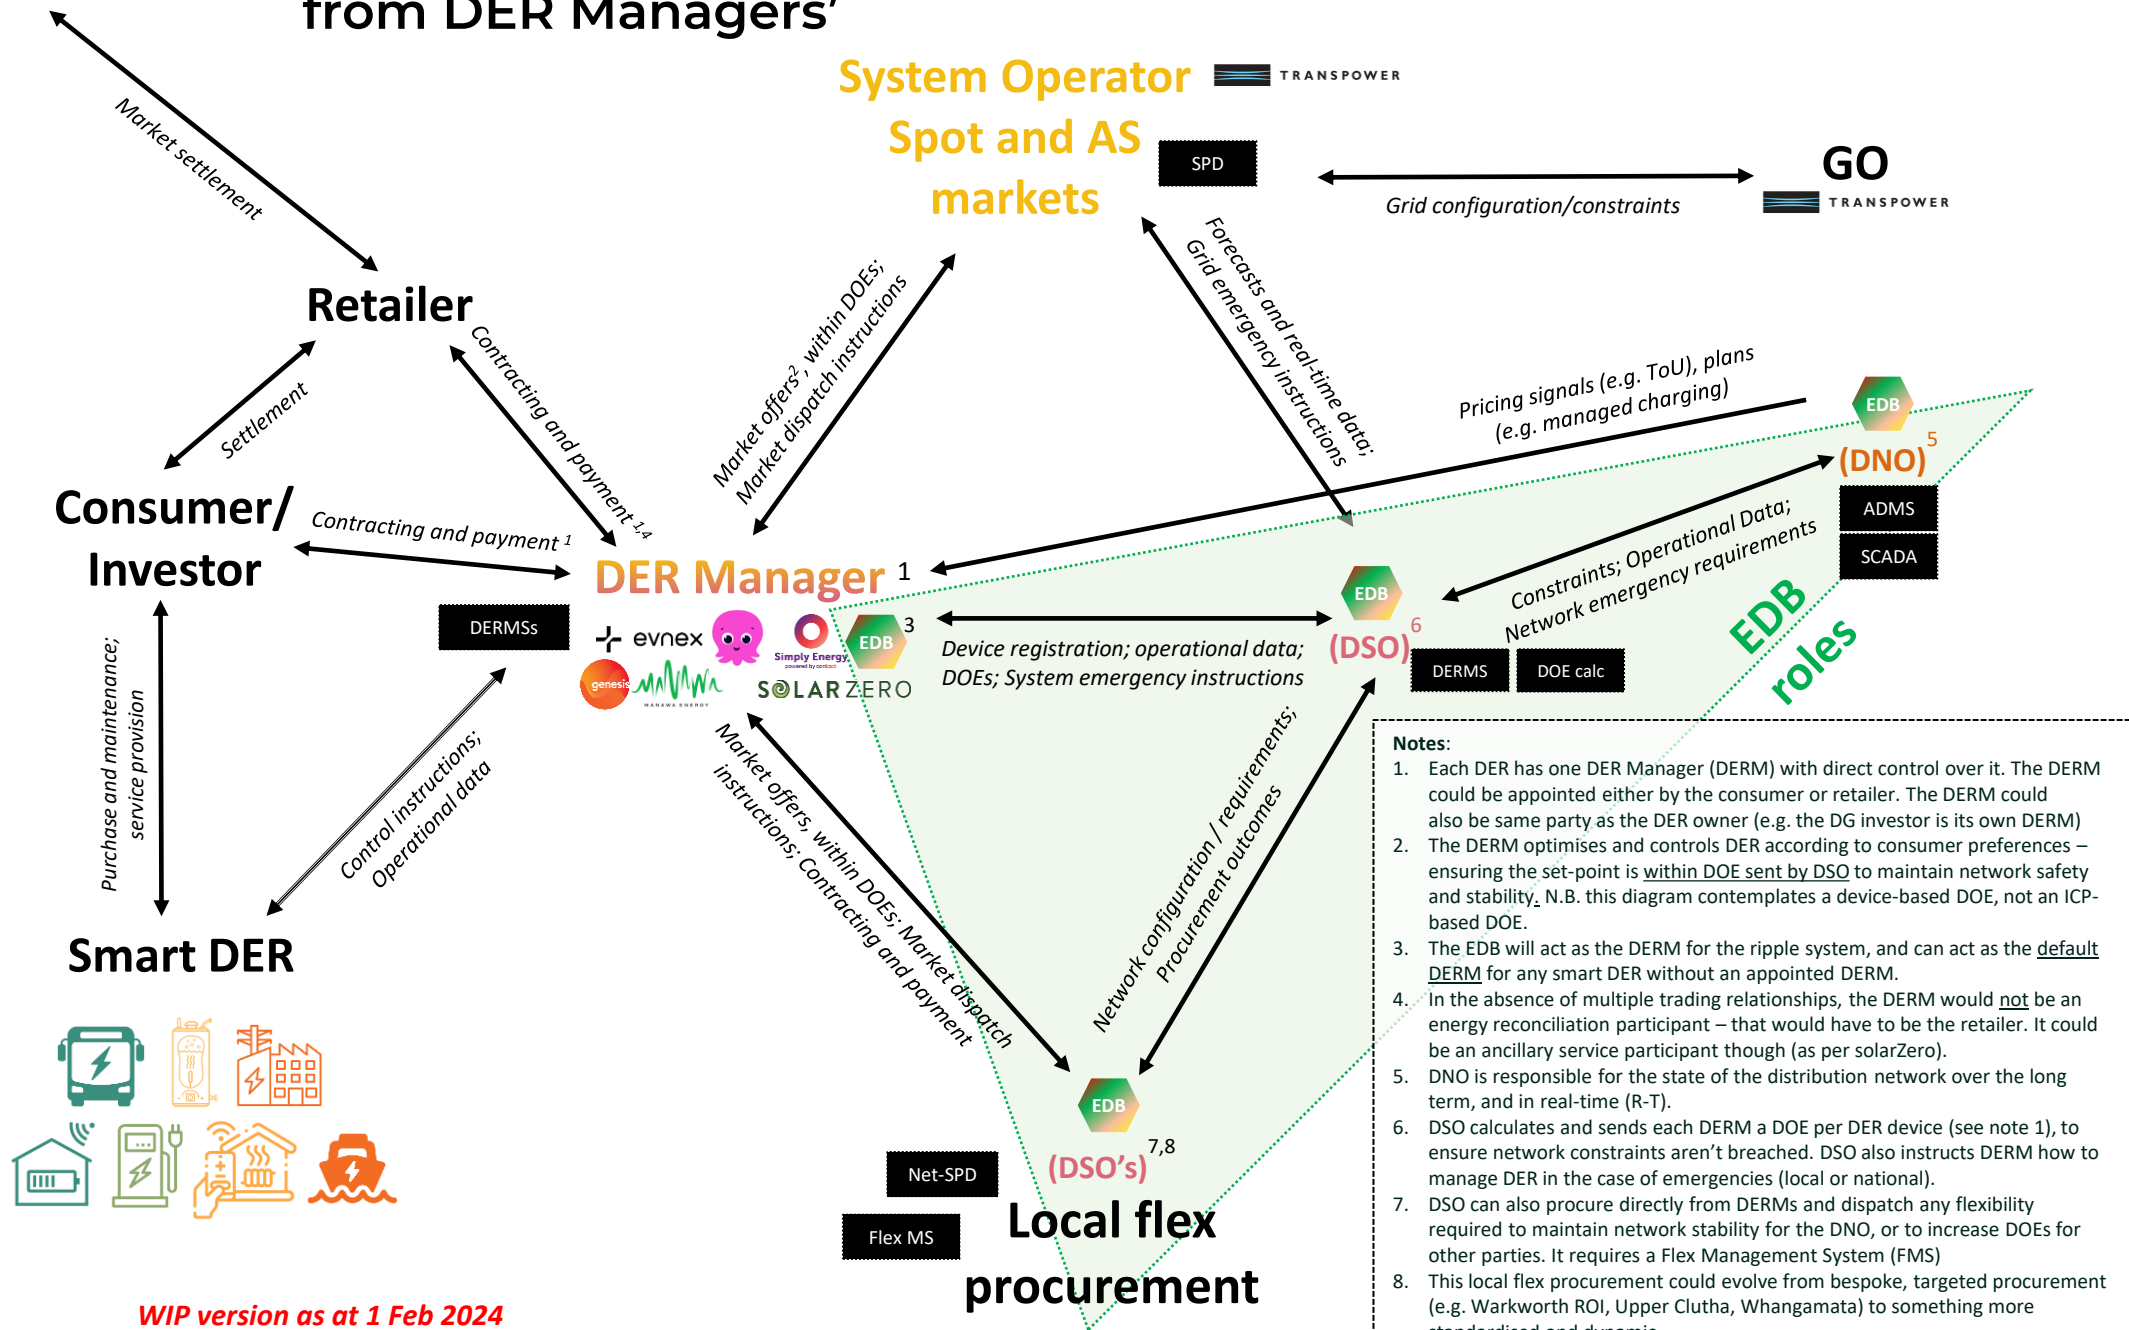 from DER Managers’
System Operator
TRANSPOWER
Spot and AS
markets
SPD
GO
TRANSPOWER
Grid configuration/constraints
Market settlement
Retailer
Settlement
Contracting and payment 1,4
Market offers2, within DOEs;
Market dispatch instructions
Forecasts and real-time data;
Grid emergency instructions
Pricing signals (e.g. ToU), plans
(e.g. managed charging)
EDB
(DNO) 5
ADMS
SCADA
Consumer/
Investor
Contracting and payment 1
DER Manager 1
DERMSs
evnex
Simply Energy
powered by contact
EDB 3
genesis
MANAWA
MANAWA ENERGY
SOLARZERO
Device registration; operational data;
DOEs; System emergency instructions
EDB
(DSO) 6
DERMS
DOE calc
Constraints; Operational Data;
Network emergency requirements
EDB
roles
Purchase and maintenance;
service provision
Control instructions;
Operational data
Market offers, within DOEs; Market dispatch
instructions; Contracting and payment
Network configuration / requirements;
Procurement outcomes
Smart DER
EDB
(DSO’s) 7,8
Net-SPD
Flex MS
Local flex
procurement
WIP version as at 1 Feb 2024
Notes:
1. Each DER has one DER Manager (DERM) with direct control over it. The DERM
could be appointed either by the consumer or retailer. The DERM could
also be same party as the DER owner (e.g. the DG investor is its own DERM)
2. The DERM optimises and controls DER according to consumer preferences –
ensuring the set-point is within DOE sent by DSO to maintain network safety
and stability. N.B. this diagram contemplates a device-based DOE, not an ICP-
based DOE.
3. The EDB will act as the DERM for the ripple system, and can act as the default
DERM for any smart DER without an appointed DERM.
4. In the absence of multiple trading relationships, the DERM would not be an
energy reconciliation participant – that would have to be the retailer. It could
be an ancillary service participant though (as per solarZero).
5. DNO is responsible for the state of the distribution network over the long
term, and in real-time (R-T).
6. DSO calculates and sends each DERM a DOE per DER device (see note 1), to
ensure network constraints aren’t breached. DSO also instructs DERM how to
manage DER in the case of emergencies (local or national).
7. DSO can also procure directly from DERMs and dispatch any flexibility
required to maintain network stability for the DNO, or to increase DOEs for
other parties. It requires a Flex Management System (FMS)
8. This local flex procurement could evolve from bespoke, targeted procurement
(e.g. Warkworth ROI, Upper Clutha, Whangamata) to something more
standardised and dynamic